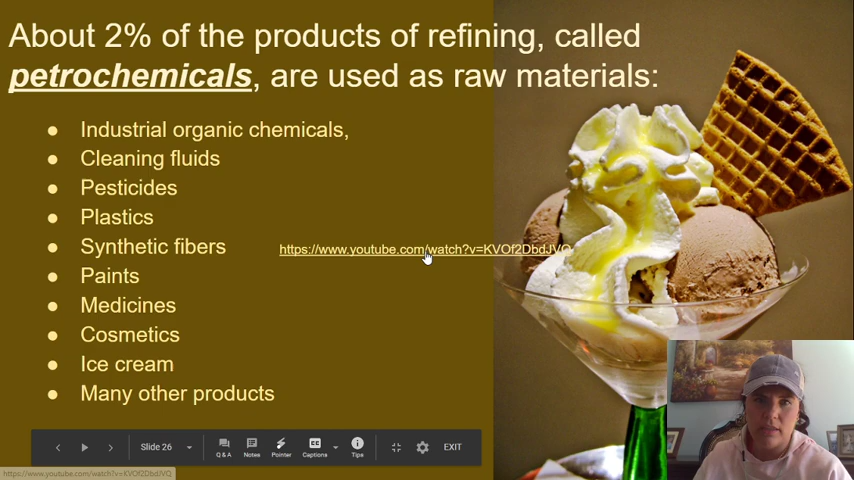 About 2% of the products of refining, called
petrochemicals, are used as raw materials:
● Industrial organic chemicals,
● Cleaning fluids
● Pesticides
● Plastics
● Synthetic fibers
https://www.youtube.com/watch?v=KVOf2DbdJVQ
● Paints
● Medicines
● Cosmetics
● Ice cream
● Many other products
Slide 26
Q & A
Notes
Pointer
Captions
Tips
EXIT
https://www.youtube.com/watch?v=KVOf2DbdJVQ